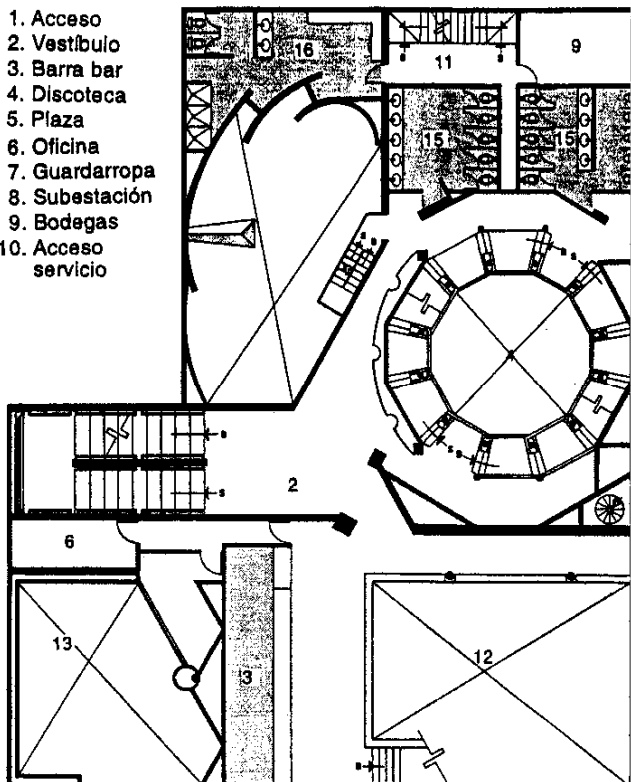 1. Acceso
2. Vestíbulo
3. Barra bar
4. Discoteca
5. Plaza
6. Oficina
7. Guardarropa
8. Subestación
9. Bodegas
10. Acceso
servicio
16
11
9
15
15
2
6
13
3
12